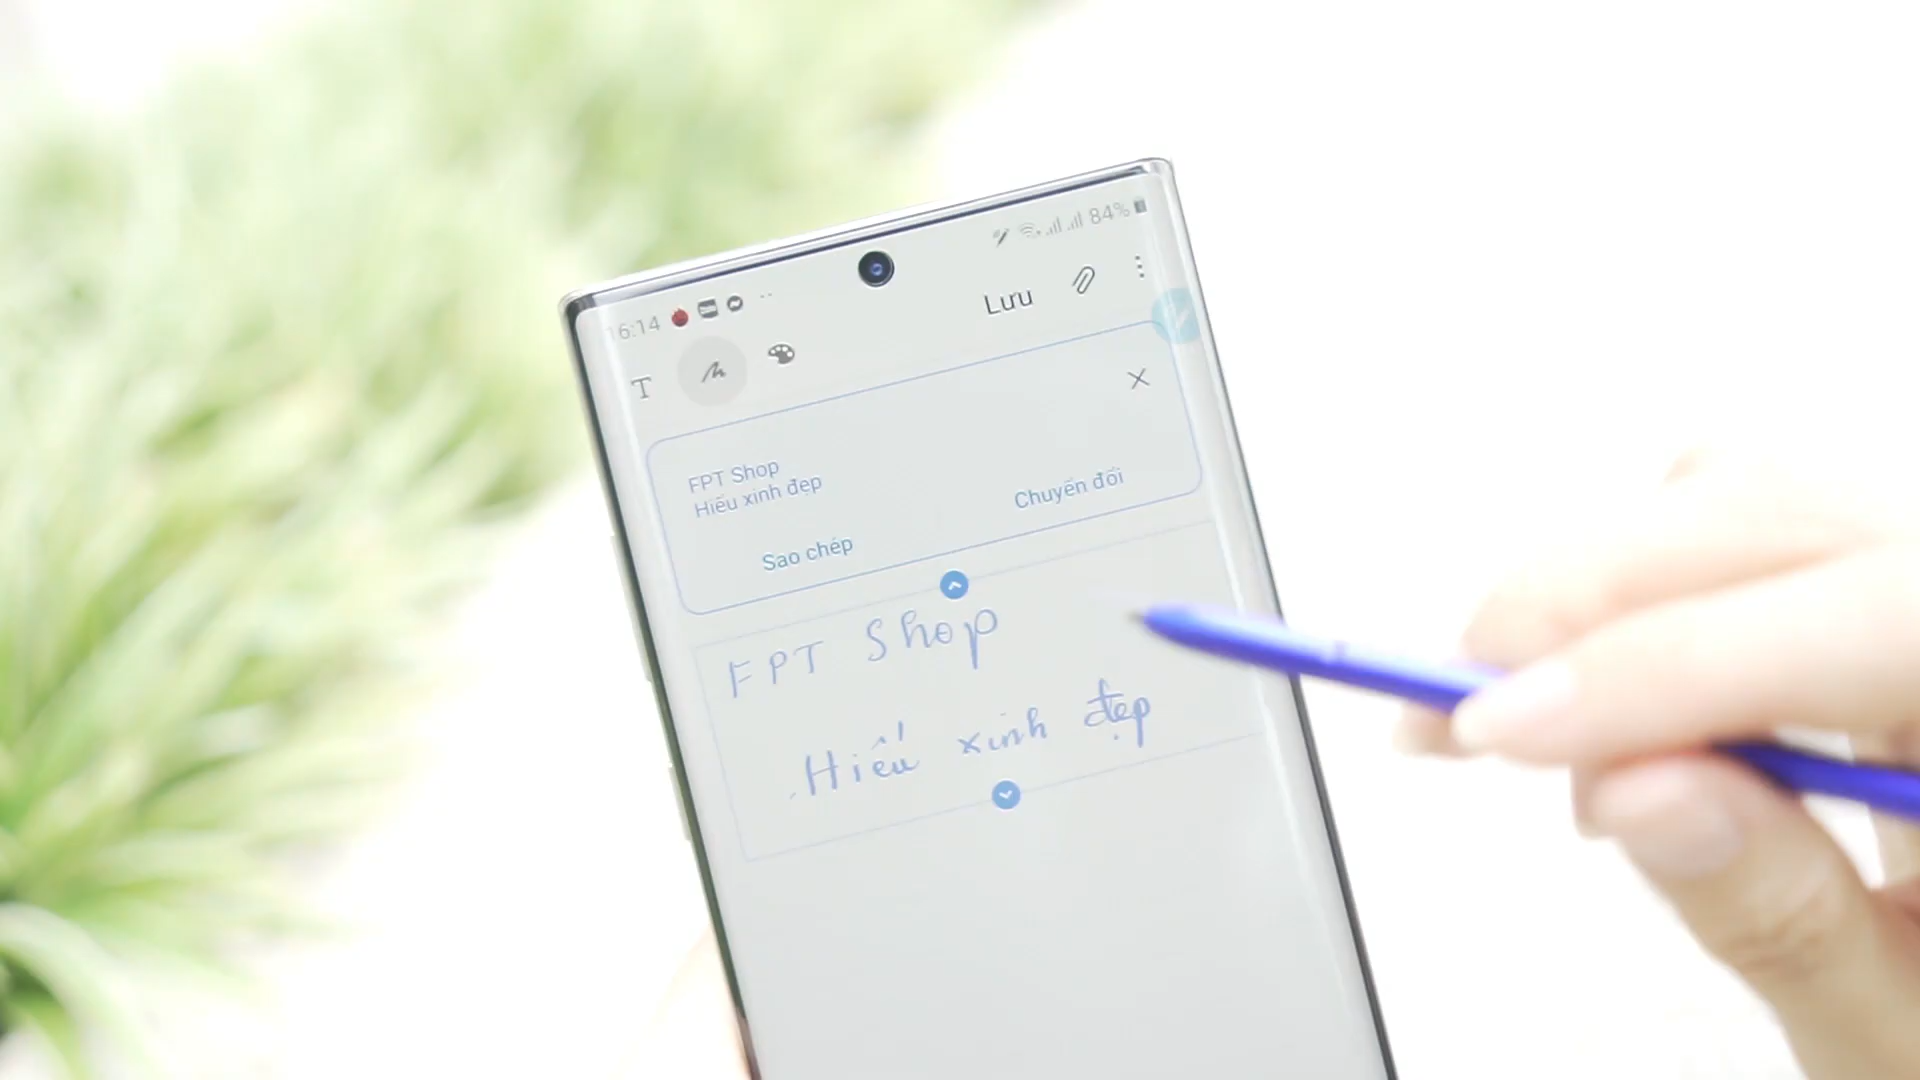 16:14
84%
Lưu
T
FPT Shop
Hiếu xinh đẹp
Sao chép
Chuyển đổi
FPT Shop
Hiếu xinh đẹp